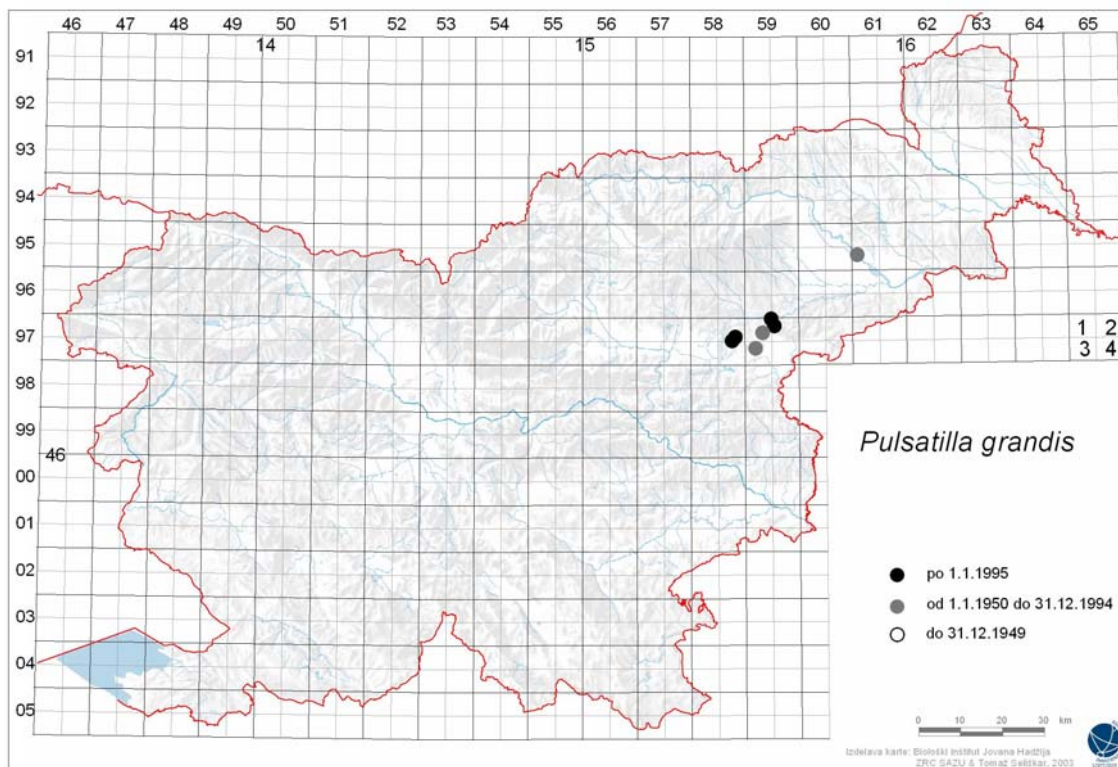 46 47 48 49 50 51 52 53 54 55 56 57 58 59 60 61 62 63 64 65
14 15 16
91
92
93
94
95
96
97
98
99
46
00
01
02
03
04
05
1 2
3 4
Pulsatilla grandis
po 1.1.1995
od 1.1.1950 do 31.12.1994
do 31.12.1949
0 10 20 30 km
Izdelava karte: Biološki inštitut Jovana Hadžija
ZRC SAZU & Tomaž Seliškar, 2003